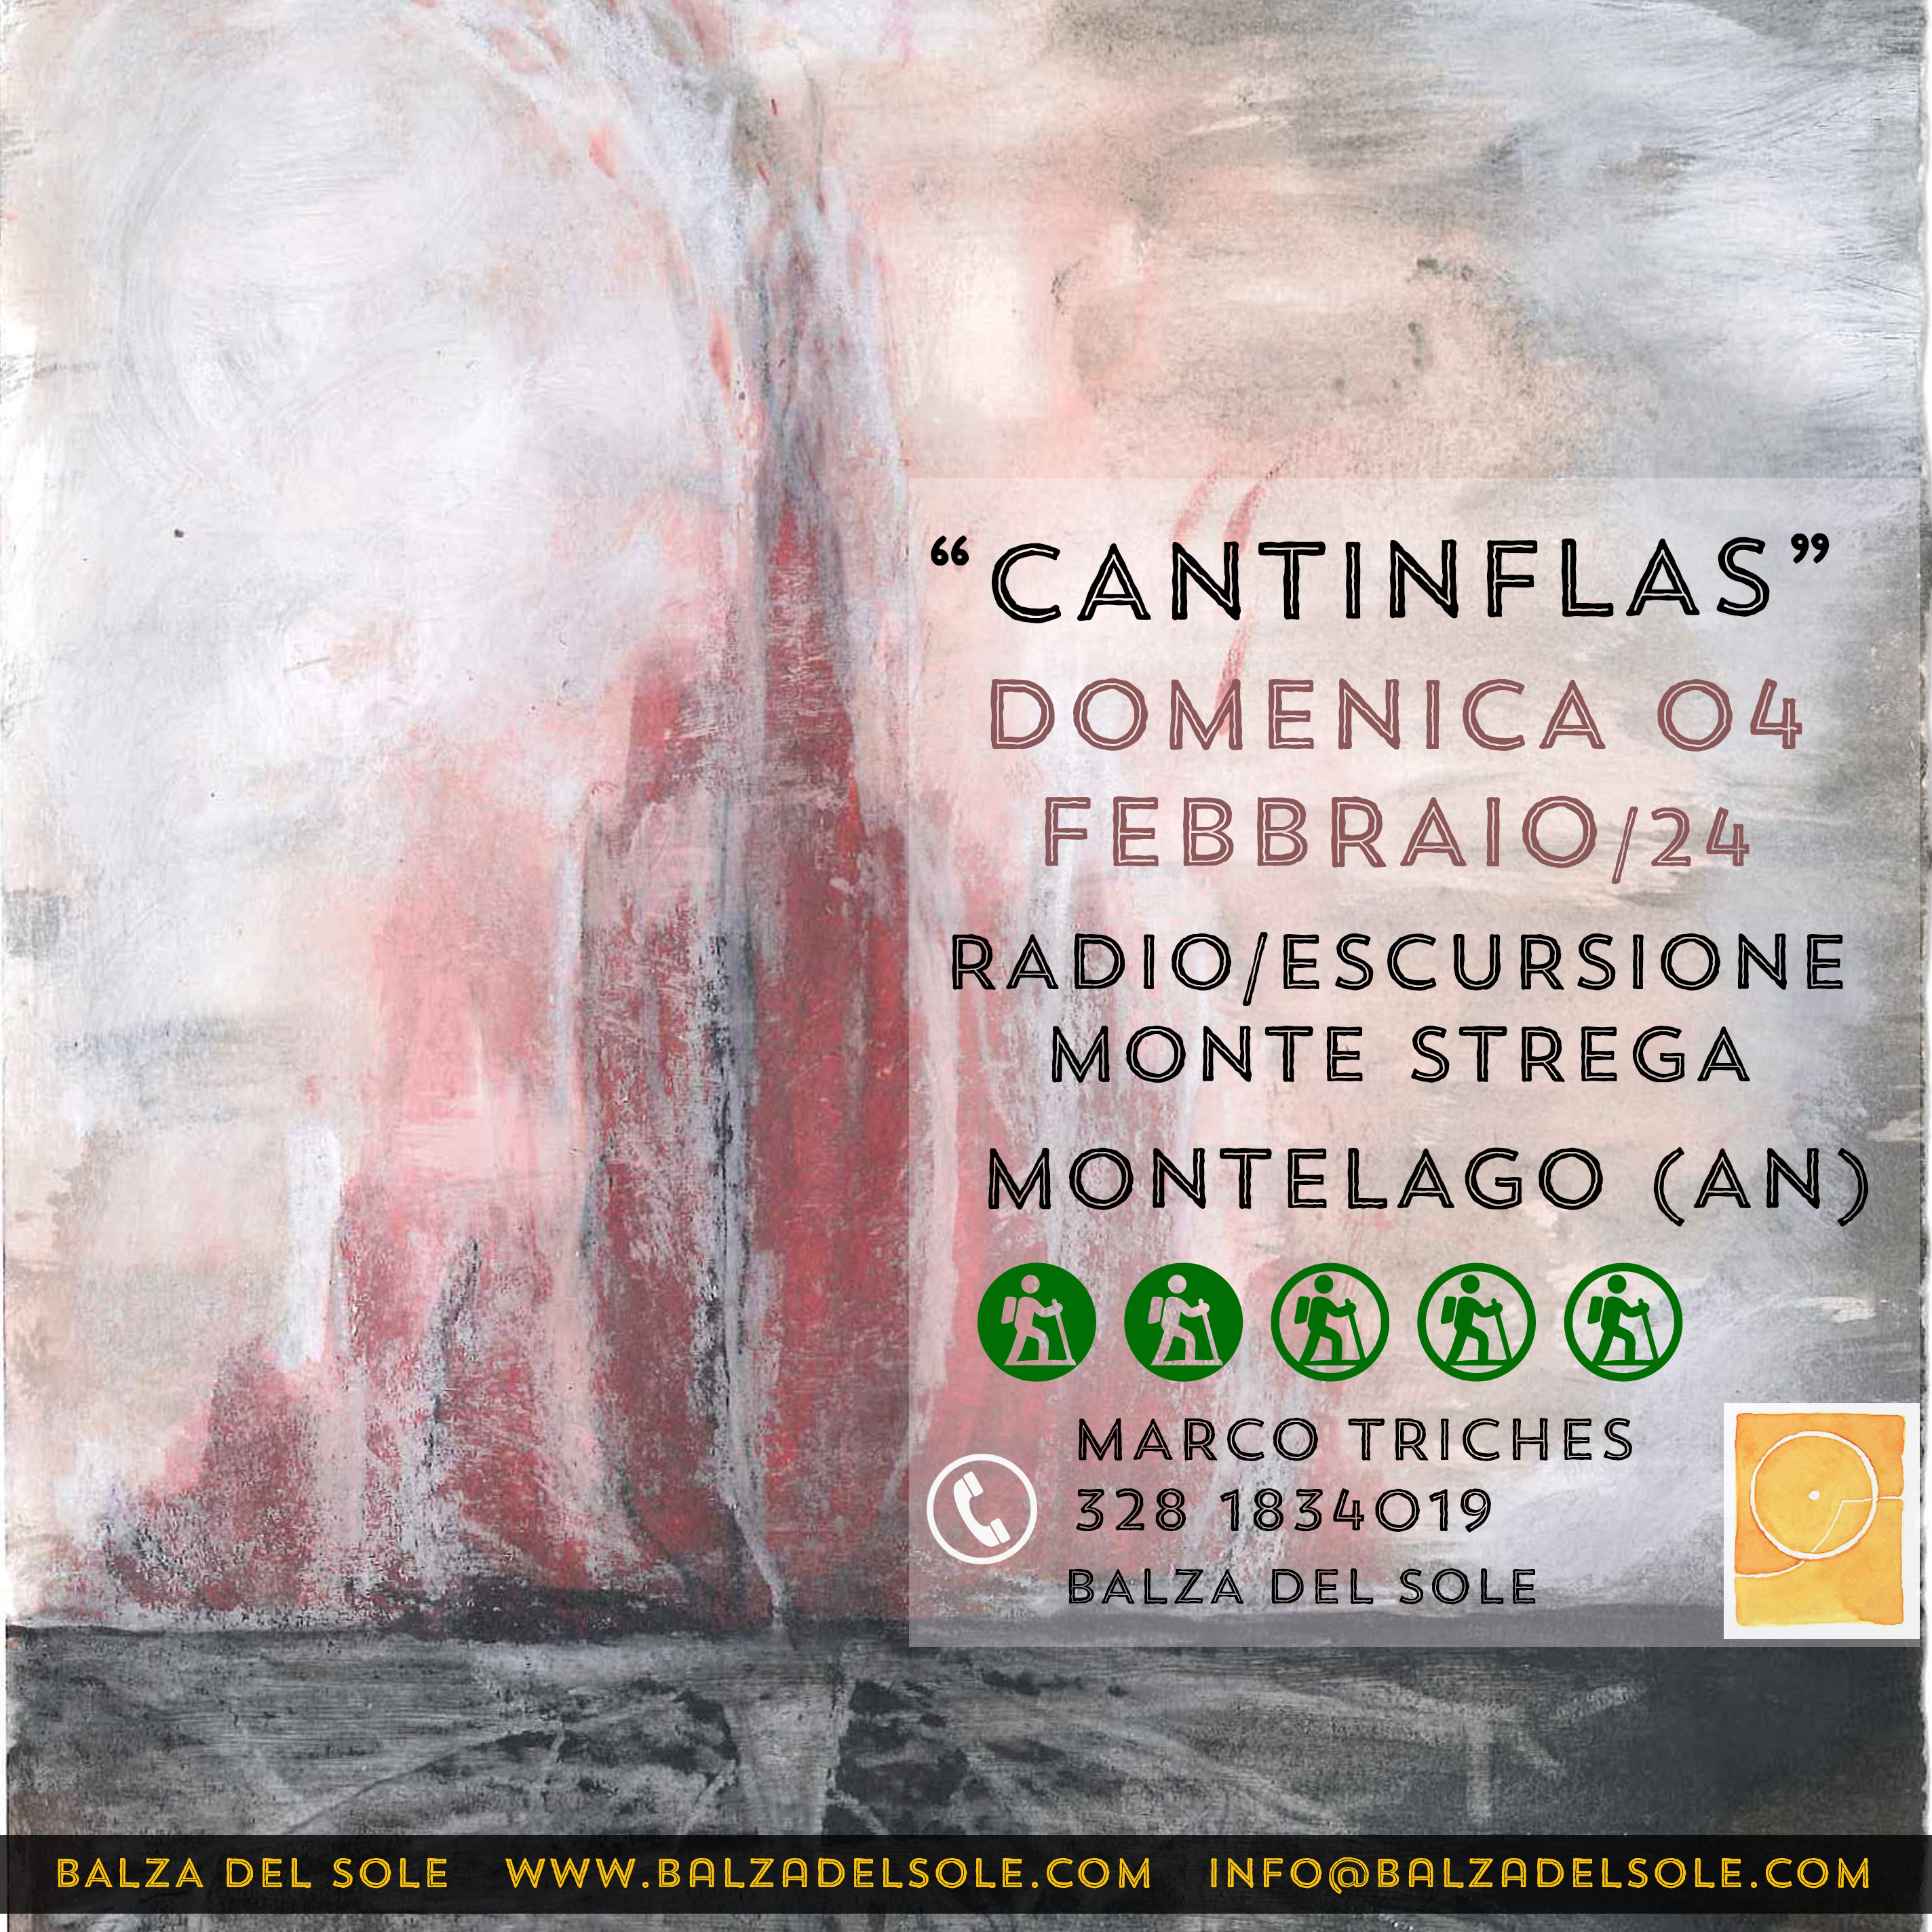 “CANTINFLAS”
DOMENICA 04
FEBBRAIO/24
RADIO/ESCURSIONE
MONTE STREGA
MONTELAGO (AN)
MARCO TRICHES
328 1834019
BALZA DEL SOLE
BALZA DEL SOLE WWW.BALZADELSOLE.COM INFO@BALZADELSOLE.COM